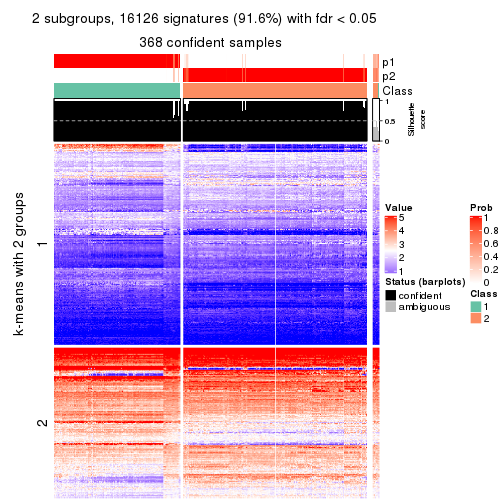 2 subgroups, 16126 signatures (91.6%) with fdr < 0.05
368 confident samples
p1
p2
Class
1
0.5
0
Silhouette
score
k-means with 2 groups
1
2
Value
5
4
3
2
1
Status (barplots)
confident
ambiguous
Prob
1
0.8
0.6
0.4
0.2
0
Class
1
2